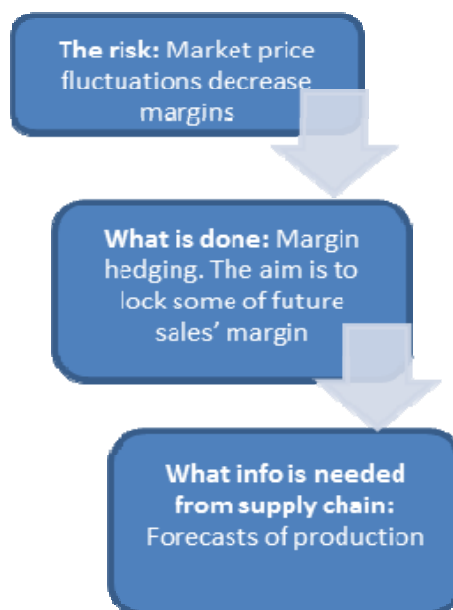 The risk: Market price
fluctuations decrease
margins
What is done: Margin
hedging. The aim is to
lock some of future
sales’ margin
What info is needed
from supply chain:
Forecasts of production